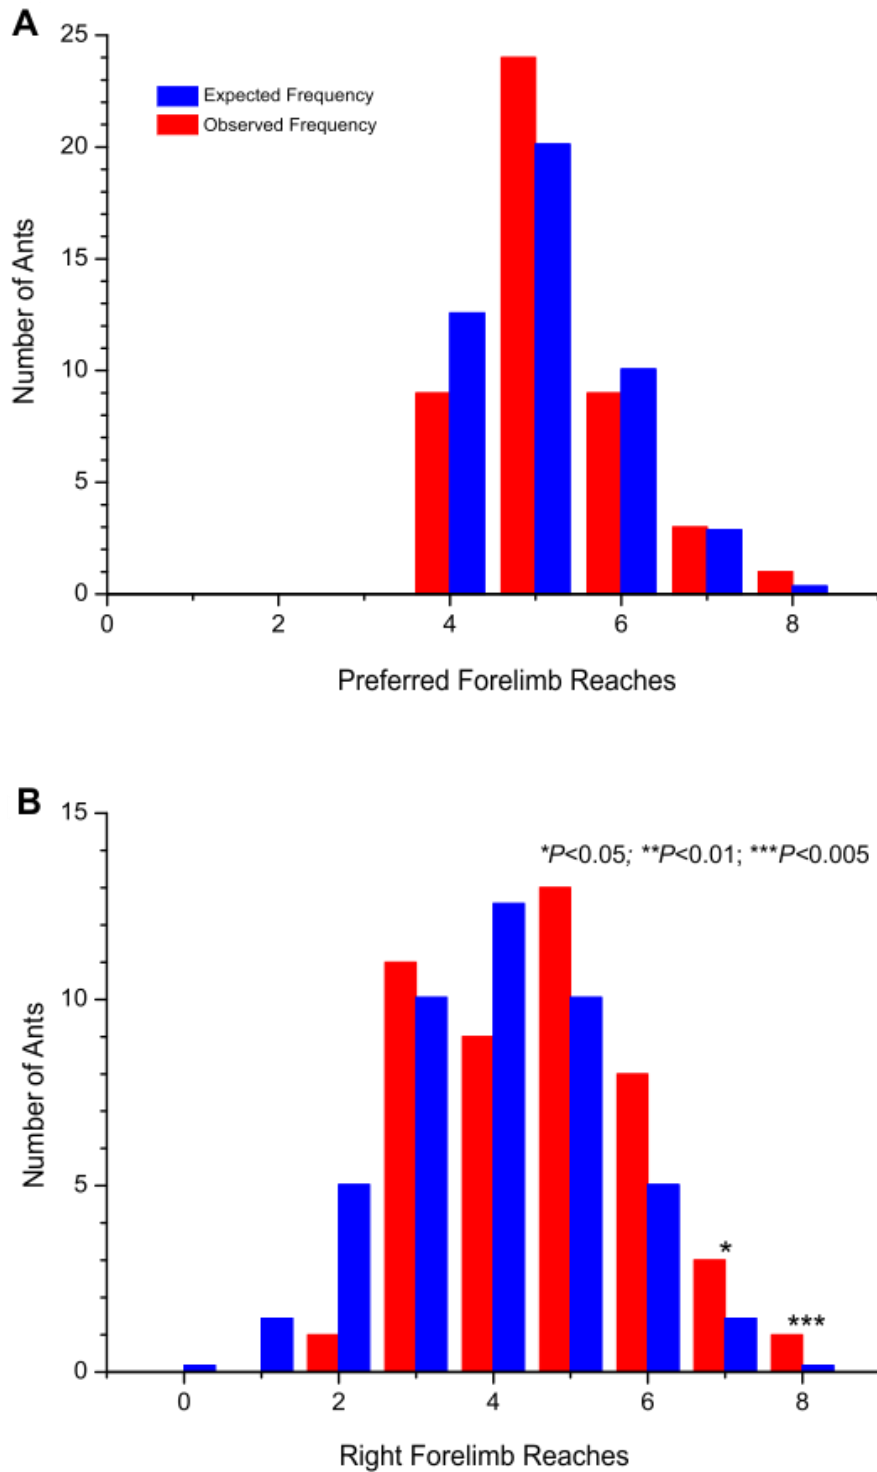 A
25
20
15
10
5
0
Number of Ants
Expected Frequency
Observed Frequency
0 2 4 6 8
Preferred Forelimb Reaches
B
15
10
5
0
Number of Ants
*P<0.05; **P<0.01; ***P<0.005
*
***
0 2 4 6 8
Right Forelimb Reaches